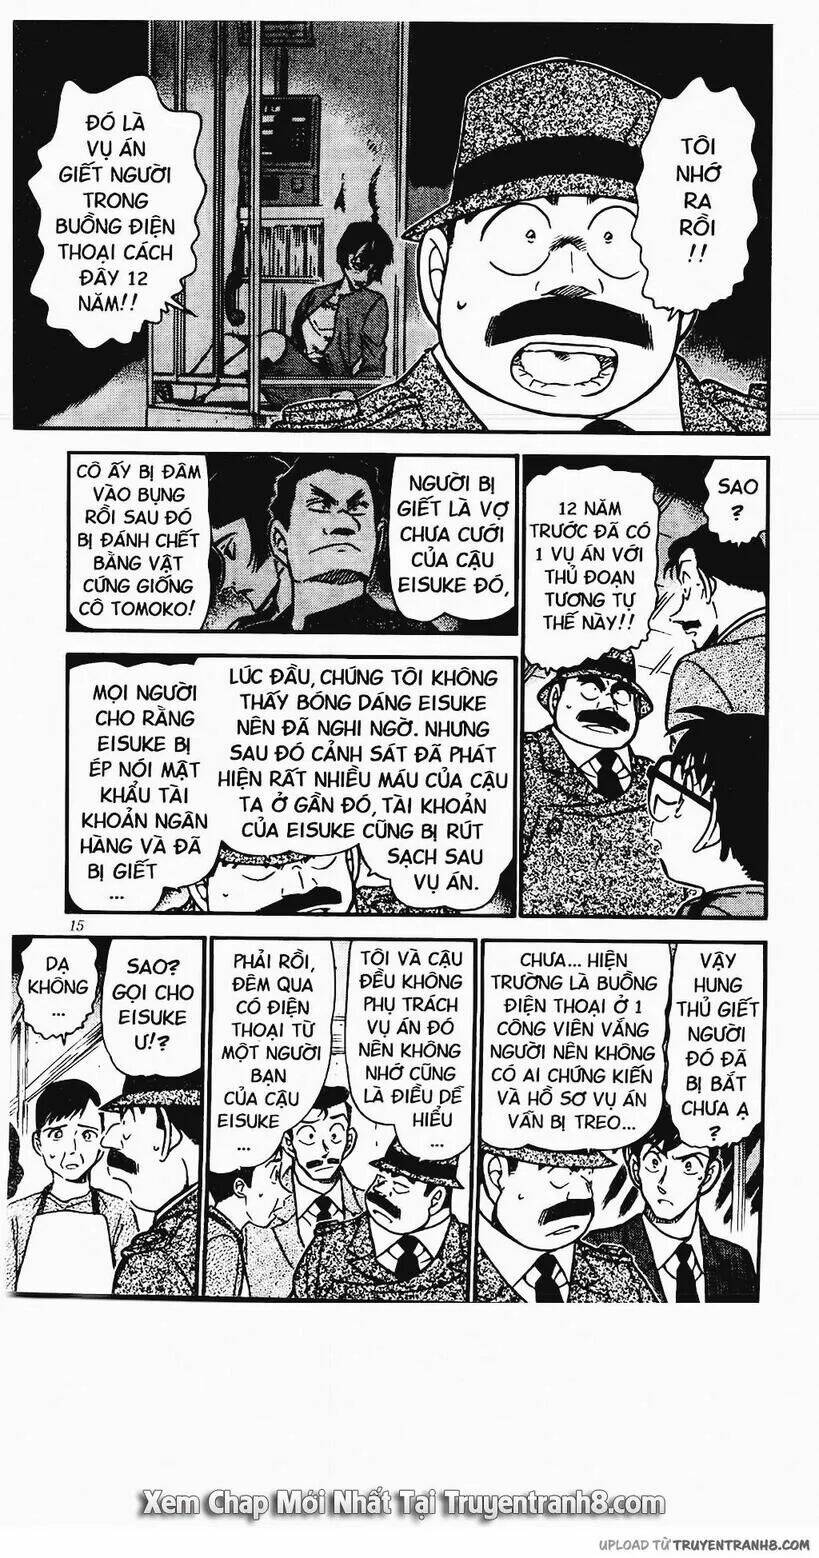 TÔI
NHỚ
RA
RỒI
!!
ĐÓ LÀ
VỤ ÁN
GIẾT NGƯỜI
TRONG
BUỒNG ĐIỆN
THOẠI CÁCH
ĐÂY 12
NĂM!!
SAO
?
12 NĂM
TRƯỚC ĐÃ CÓ
1 VỤ ÁN VỚI
THỦ ĐOẠN
TƯƠNG TỰ
THẾ NÀY!!
NGƯỜI BỊ
GIẾT LÀ VỢ
CHƯA CƯỚI
CỦA CẬU
EISUKE ĐÓ,
CÔ ẤY BỊ ĐÂM
VÀO BỤNG
RỒI SAU ĐÓ
BỊ ĐÁNH CHẾT
BẰNG VẬT
CỨNG GIỐNG
CÔ TOMOKO!
LÚC ĐẦU, CHÚNG TÔI KHÔNG
THẤY BÓNG DÁNG EISUKE
NÊN ĐÃ NGHI NGỜ. NHƯNG
SAU ĐÓ CẢNH SÁT ĐÃ PHÁT
HIỆN RẤT NHIỀU MÁU CỦA CẬU
TA Ở GẦN ĐÓ, TÀI KHOẢN
CỦA EISUKE CŨNG BỊ RÚT
SẠCH SAU
VỤ ÁN.
MỌI NGƯỜI
CHO RẰNG
EISUKE BỊ
ÉP NÓI MẬT
KHẨU TÀI
KHOẢN NGÂN
HÀNG VÀ ĐÃ
BỊ GIẾT
...
15
VẬY
HUNG
THỦ GIẾT
NGƯỜI
ĐÓ ĐÃ
BỊ BẮT
CHƯA Ạ
?
CHƯA... HIỆN
TRƯỜNG LÀ BUỒNG
ĐIỆN THOẠI Ở 1
CÔNG VIÊN VẮNG
NGƯỜI NÊN KHÔNG
CÓ AI CHỨNG KIẾN
VÀ HỒ SƠ VỤ ÁN
VẪN BỊ TREO...
TÔI VÀ CẬU
ĐỀU KHÔNG
PHỤ TRÁCH
VỤ ÁN ĐÓ
NÊN KHÔNG
NHỚ CŨNG
LÀ ĐIỀU DỄ
HIỂU
...
PHẢI RỒI,
ĐÊM QUA
CÓ ĐIỆN
THOẠI TỪ
MỘT NGƯỜI
BẠN
CỦA CẬU
EISUKE
...
SAO?
GỌI CHO
EISUKE
Ư!?
DẠ
KHÔNG
...
Xem Chap Mới Nhất Tại Truyentranh8.com
UPLOAD TỪ TRUYENTRANH8.COM